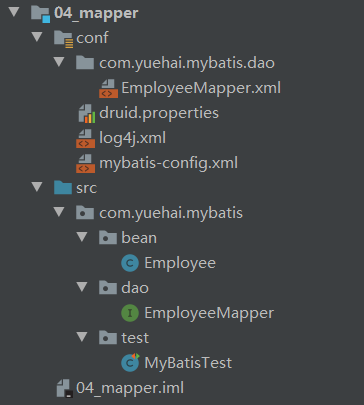 04_mapper
conf
com.yuehai.mybatis.dao
EmployeeMapper.xml
druid.properties
log4j.xml
mybatis-config.xml
src
com.yuehai.mybatis
bean
C Employee
dao
I EmployeeMapper
test
C MyBatisTest
04_mapper.iml